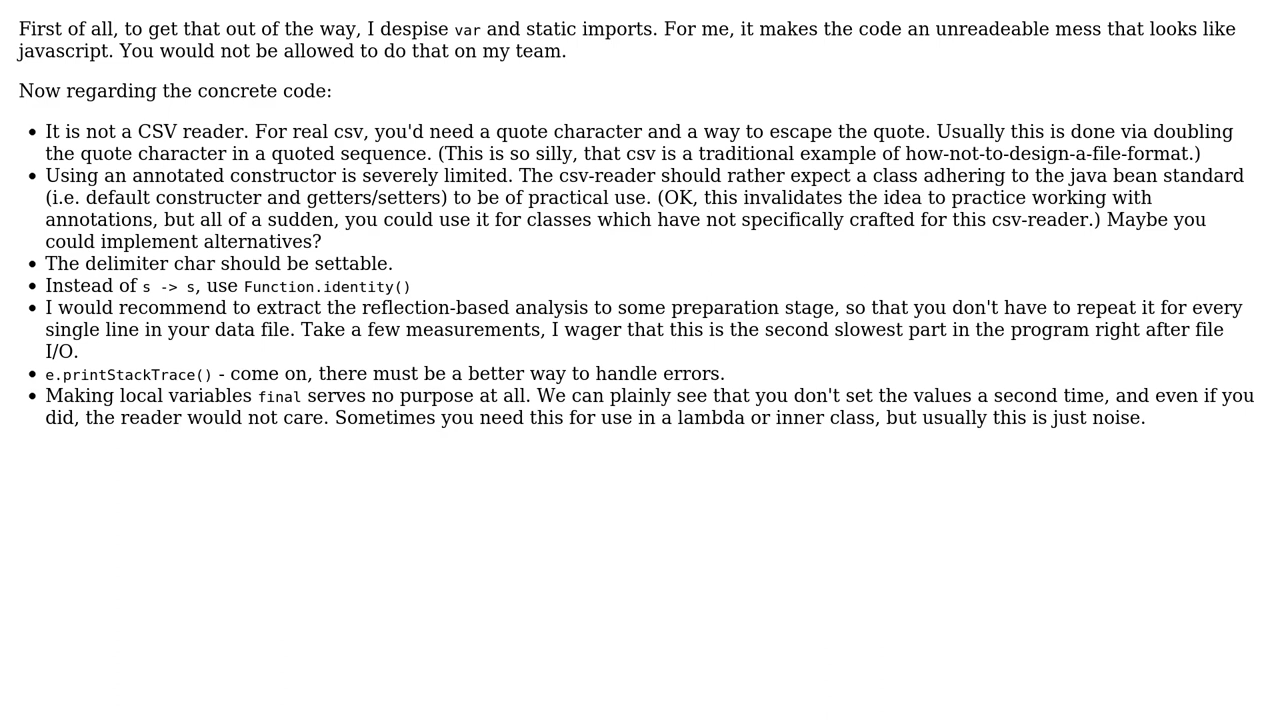 First of all, to get that out of the way, I despise var and static imports. For me, it makes the code an unreadeable mess that looks like
javascript. You would not be allowed to do that on my team.
Now regarding the concrete code:
• It is not a CSV reader. For real csv, you'd need a quote character and a way to escape the quote. Usually this is done via doubling
the quote character in a quoted sequence. (This is so silly, that csv is a traditional example of how-not-to-design-a-file-format.)
• Using an annotated constructor is severely limited. The csv-reader should rather expect a class adhering to the java bean standard
(i.e. default constructer and getters/setters) to be of practical use. (OK, this invalidates the idea to practice working with
annotations, but all of a sudden, you could use it for classes which have not specifically crafted for this csv-reader.) Maybe you
could implement alternatives?
• The delimiter char should be settable.
• Instead of s -> s, use Function.identity()
• I would recommend to extract the reflection-based analysis to some preparation stage, so that you don't have to repeat it for every
single line in your data file. Take a few measurements, I wager that this is the second slowest part in the program right after file
I/O.
• e.printStackTrace() - come on, there must be a better way to handle errors.
• Making local variables final serves no purpose at all. We can plainly see that you don't set the values a second time, and even if you
did, the reader would not care. Sometimes you need this for use in a lambda or inner class, but usually this is just noise.